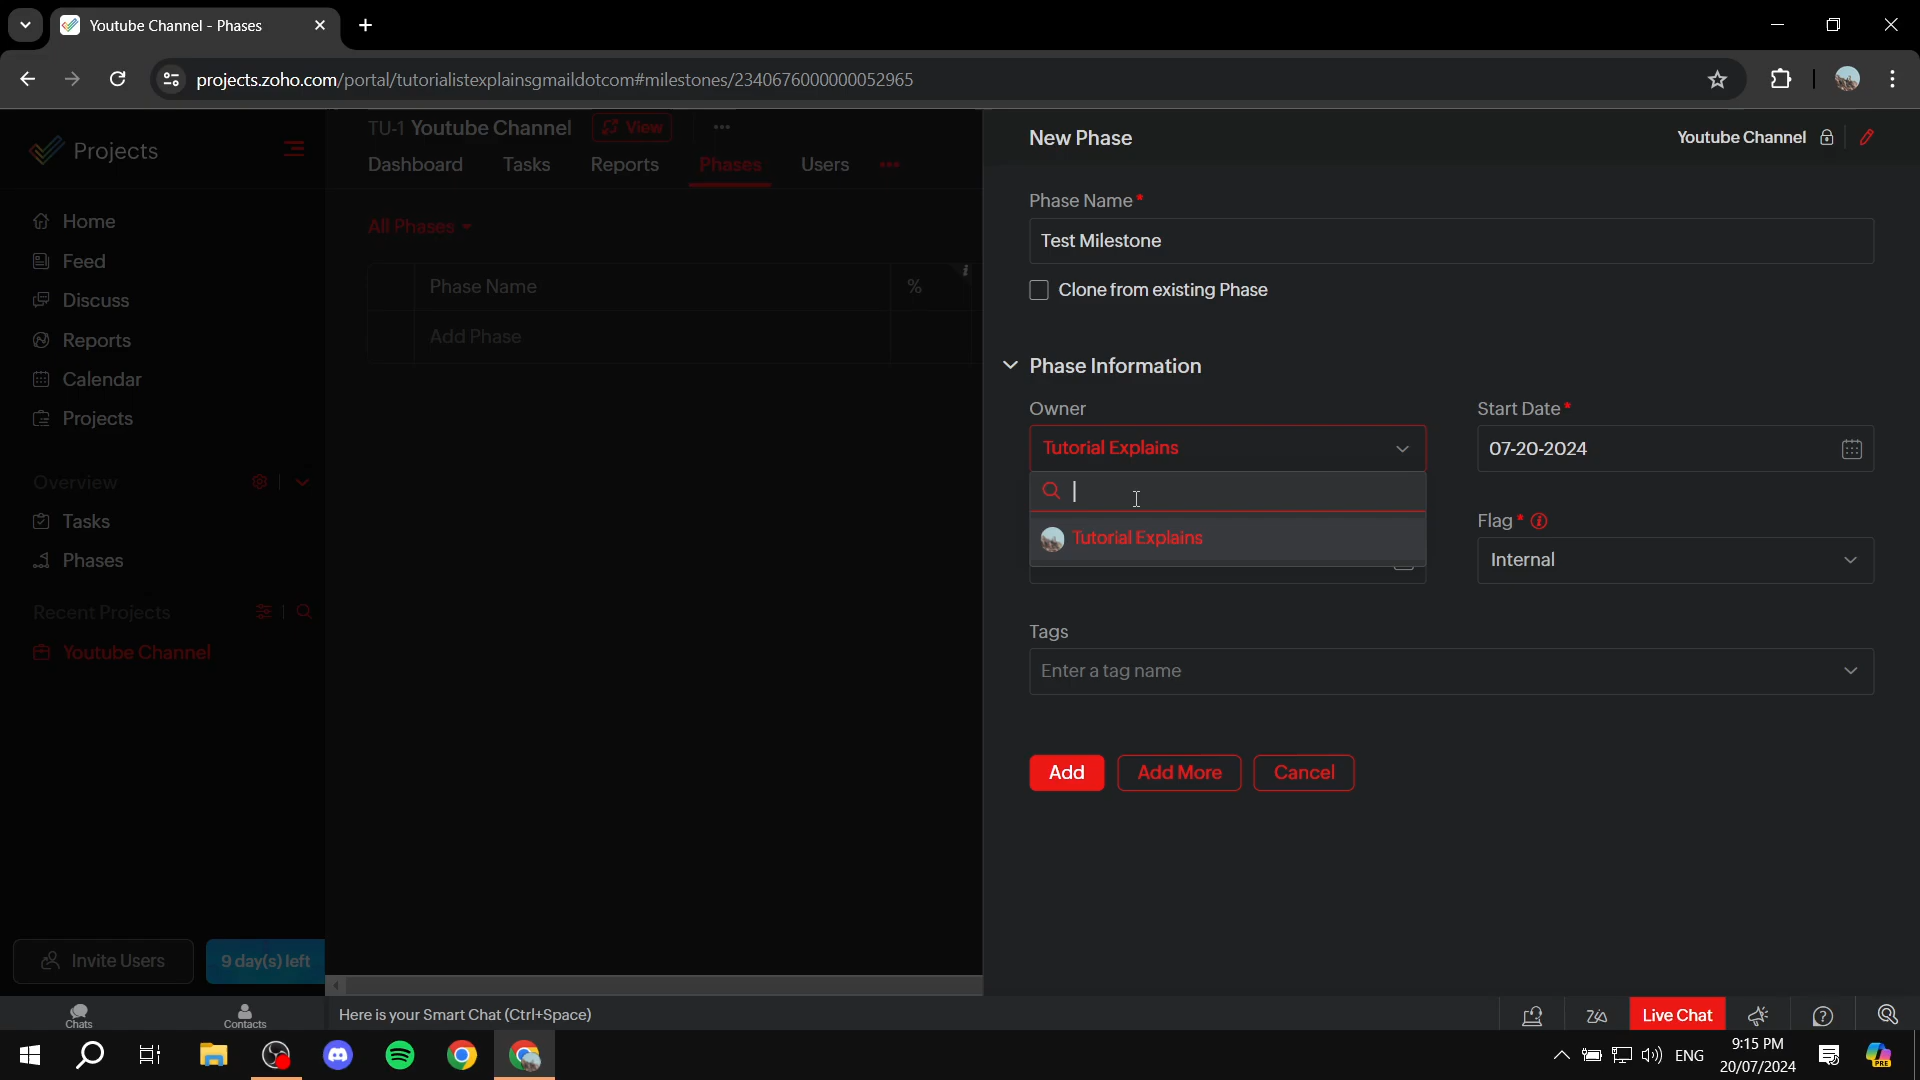 Youtube Channel - Phases
projects.zoho.com/portal/tutorialistexplainsgmaildotcom#milestones/2340676000000052965
Projects
Home
Feed
Discuss
Reports
Calendar
Projects
Overview
Tasks
Phases
Recent Projects
Youtube Channel
Invite Users
9 day(s) left
TU-1 Youtube Channel
View
Dashboard
Tasks
Reports
Phases
Users
All Phases
Phase Name
%
Add Phase
New Phase
Youtube Channel
Phase Name *
Test Milestone
Clone from existing Phase
Phase Information
Owner
Tutorial Explains
Tutorial Explains
Start Date *
07-20-2024
Flag *
Internal
Tags
Enter a tag name
Add
Add More
Cancel
Chats
Contacts
Here is your Smart Chat (Ctrl+Space)
Live Chat
ENG
9:15 PM
20/07/2024
PRE